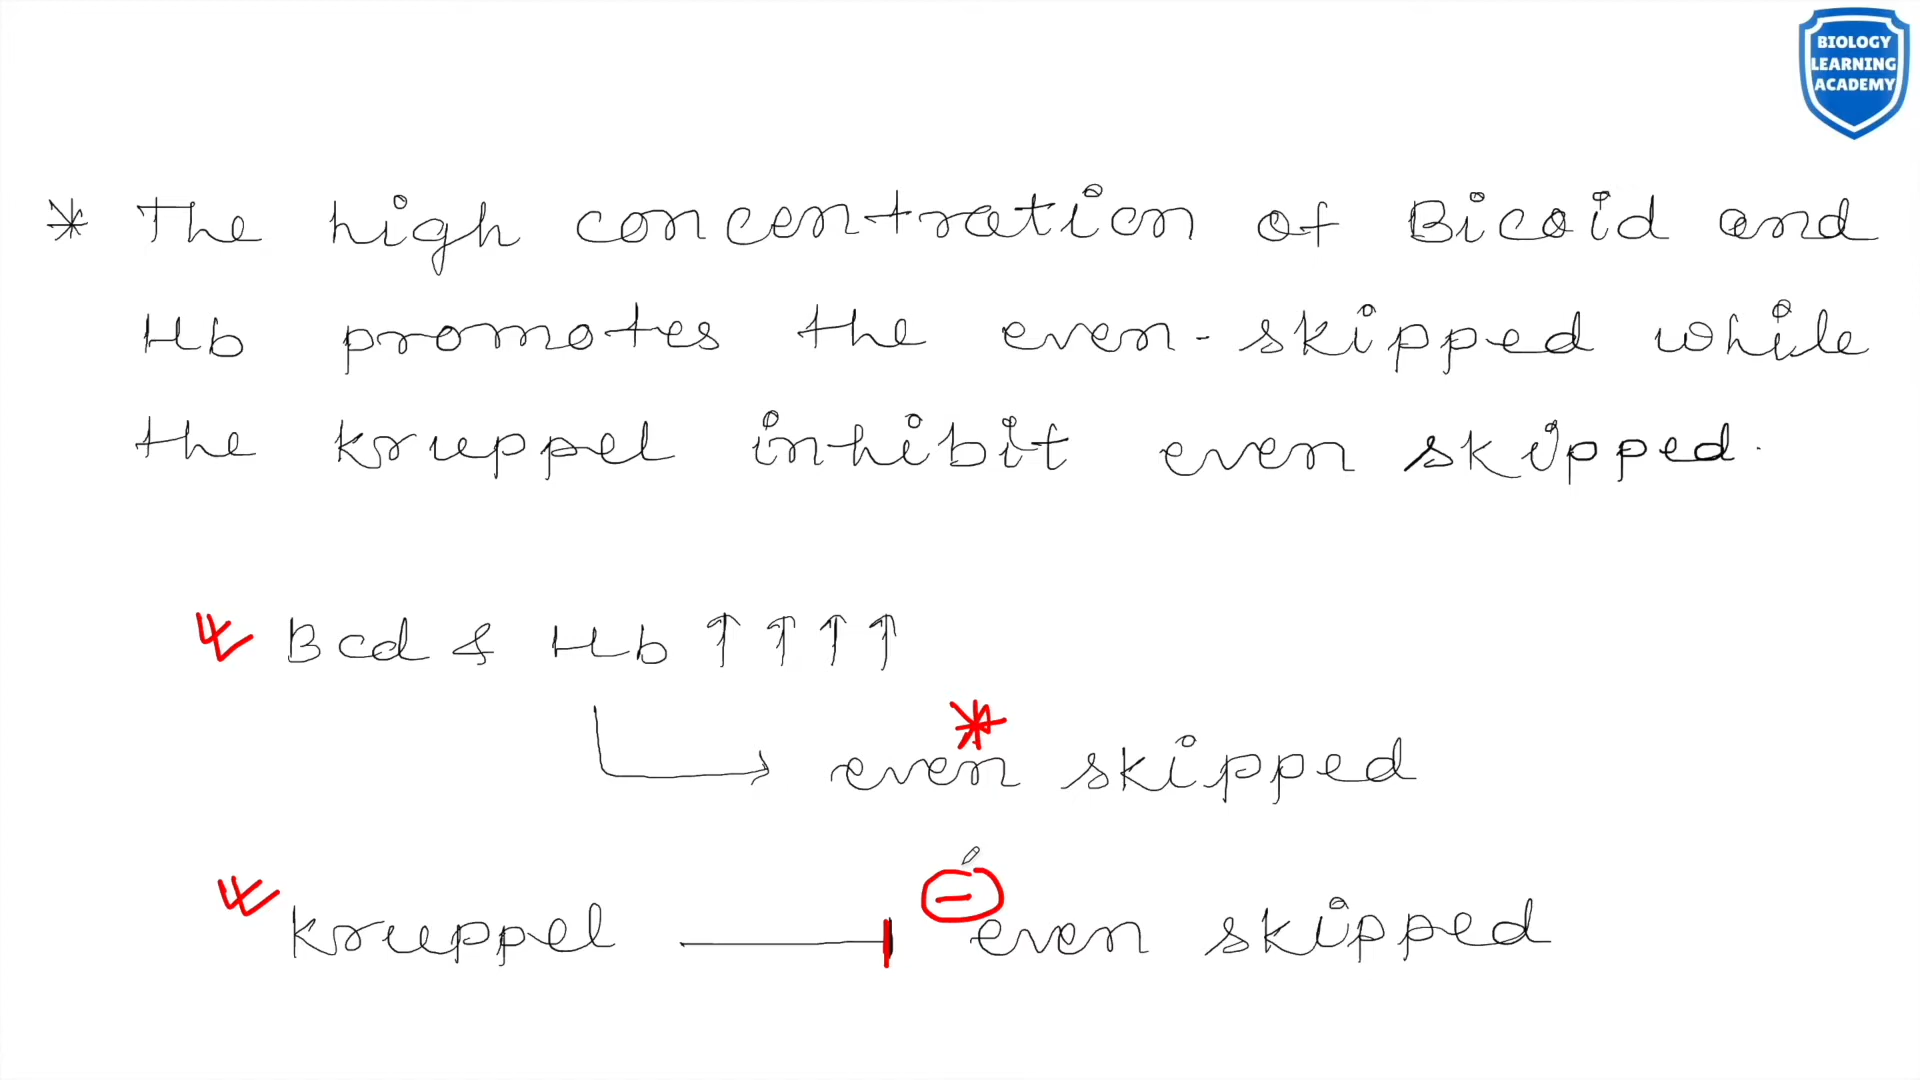 BIOLOGY
LEARNING
ACADEMY
* The high concentration of Bicoid and
Hb promotes the even-skipped while
the kruppel inhibit even skipped.
Bcd & Hb ↑ ↑ ↑ ↑
→ even skipped
kruppel ⊣ even skipped